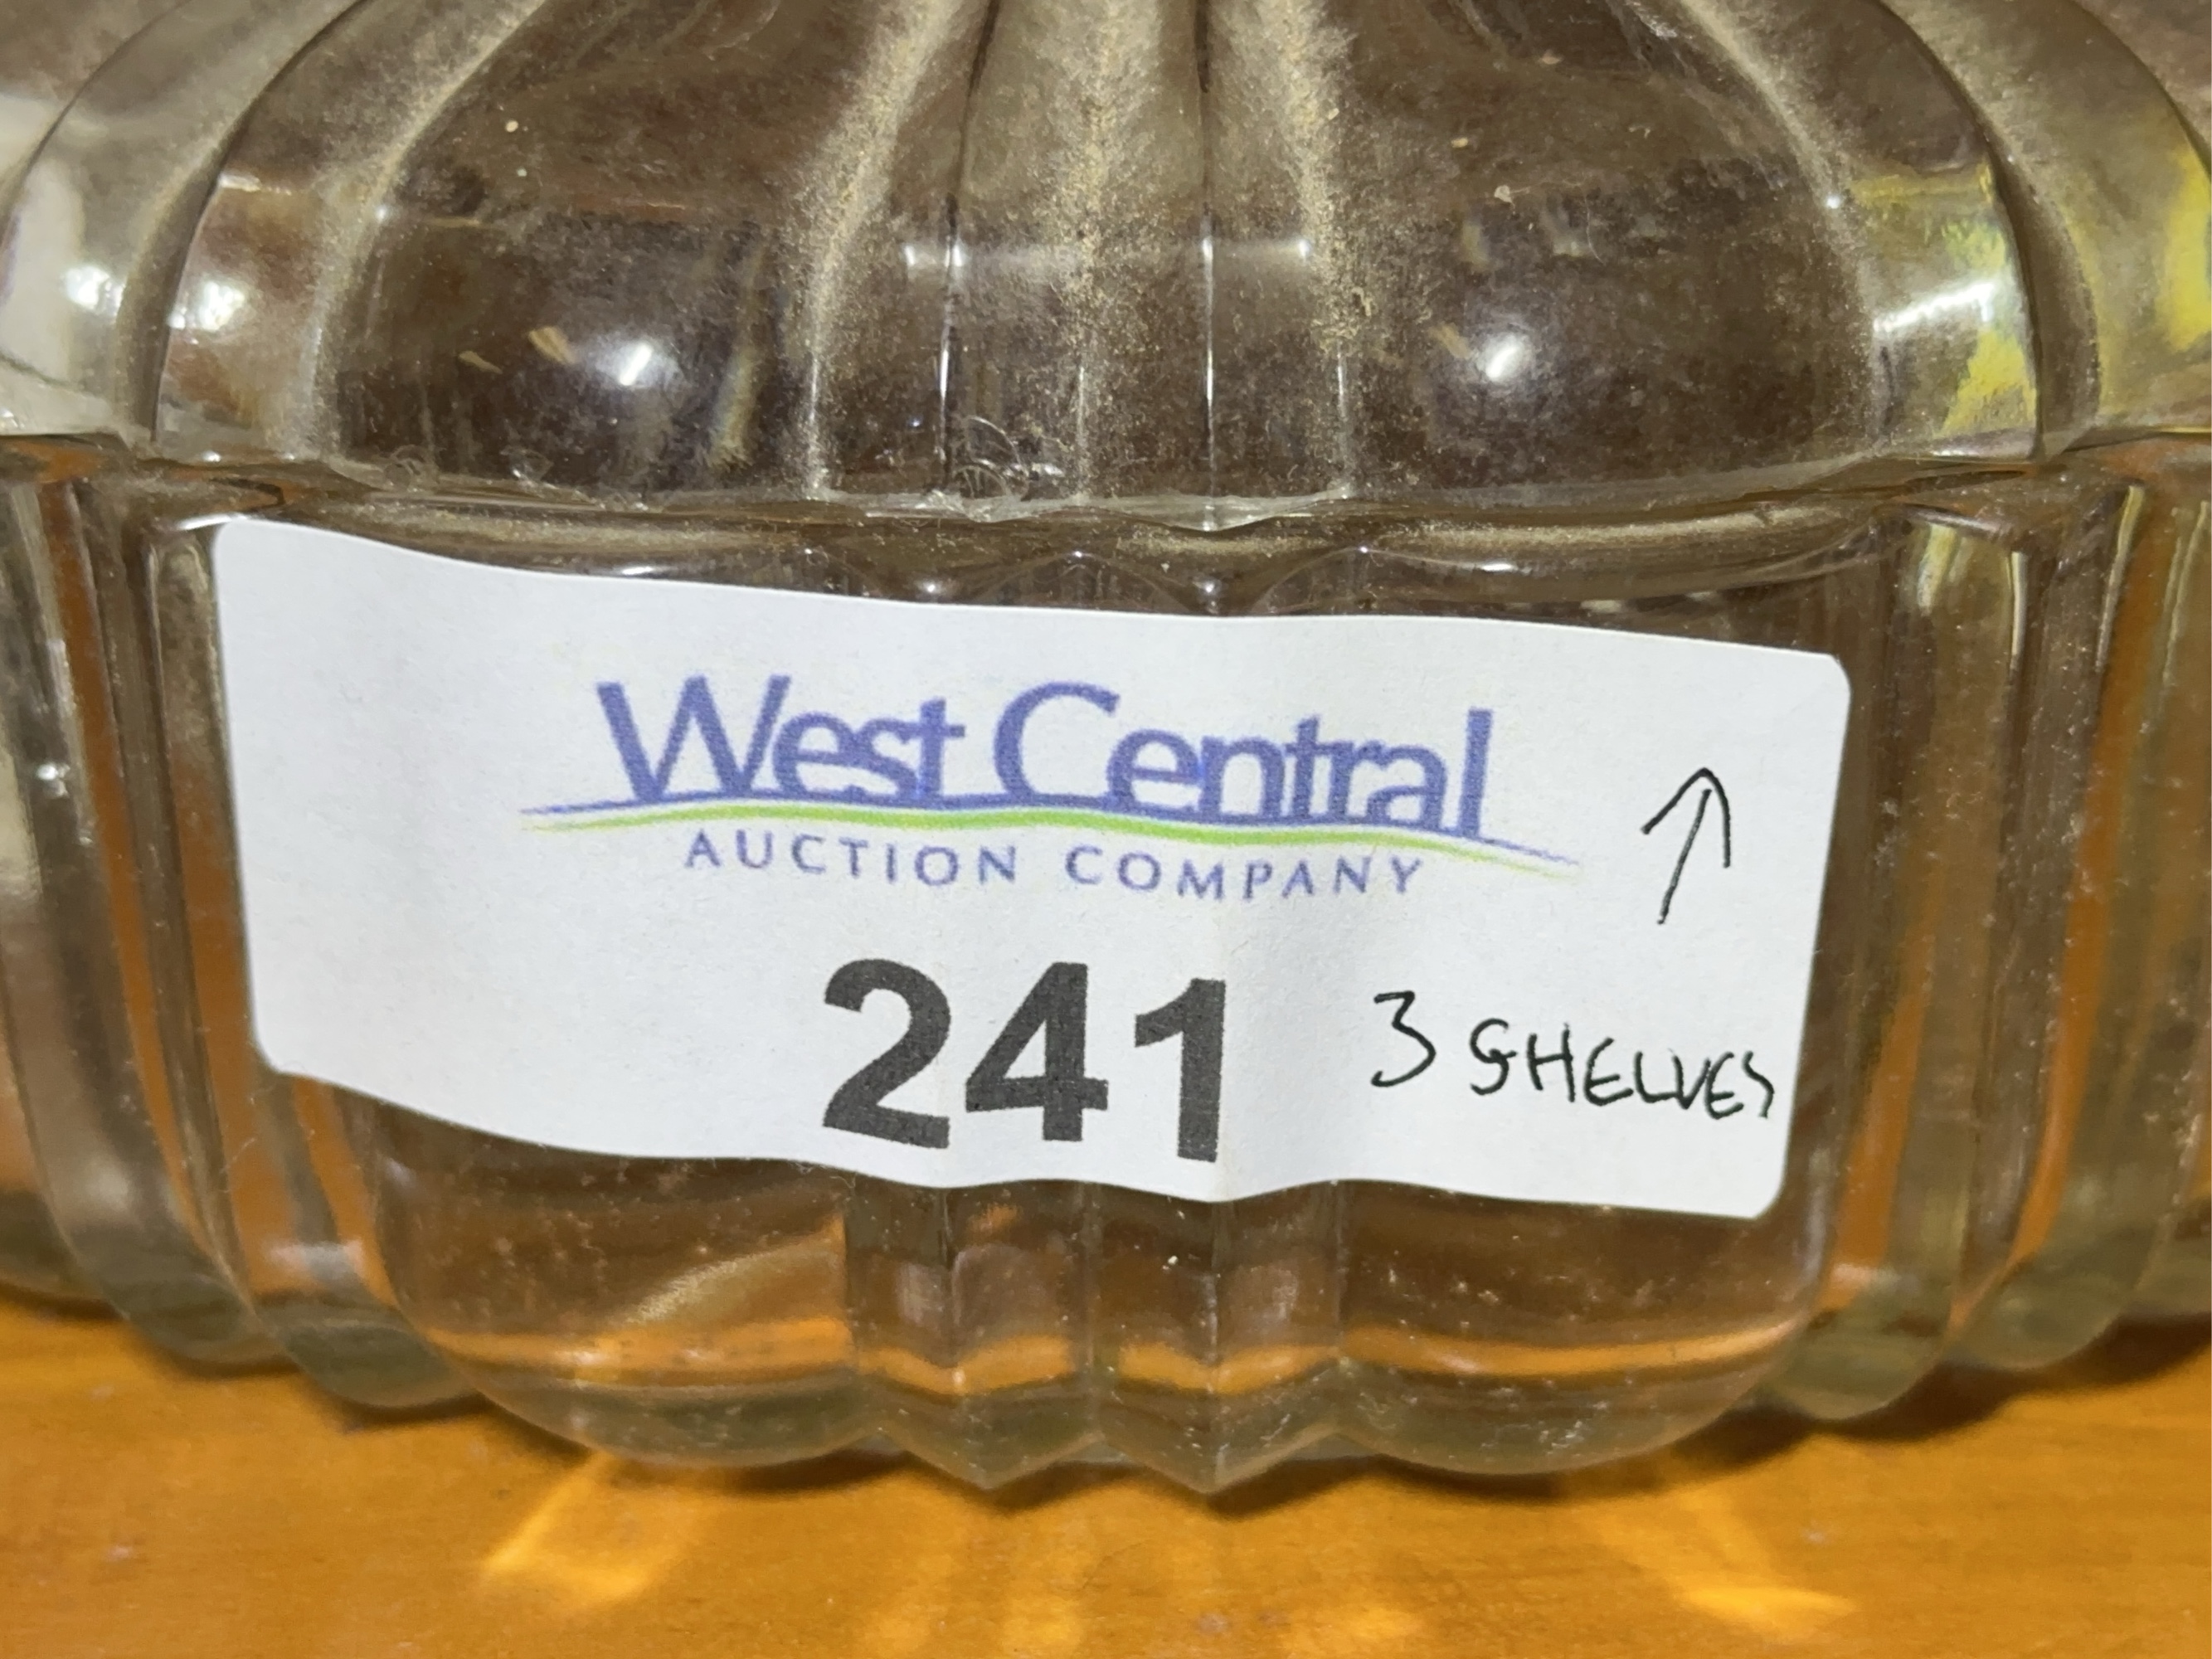 West Central
AUCTION COMPANY
241 3 SHELVES